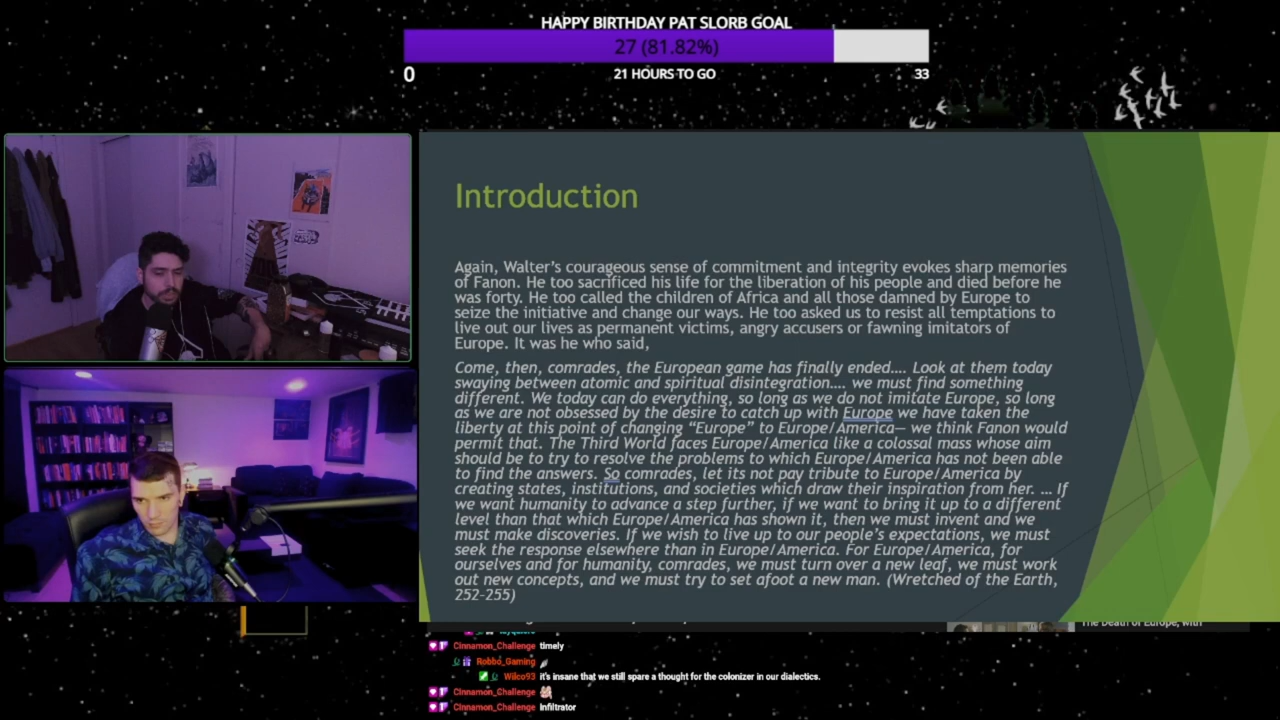 HAPPY BIRTHDAY PAT SLORB GOAL
27 (81.82%)
0
21 HOURS TO GO
33
Introduction
Again, Walter's courageous sense of commitment and integrity evokes sharp memories
of Fanon. He too sacrificed his life for the liberation of his people and died before he
was forty. He too called the children of Africa and all those damned by Europe to
seize the initiative and change our ways. He too asked us to resist all temptations to
live out our lives as permanent victims, angry accusers or fawning imitators of
Europe. It was he who said,
Come, then, comrades, the European game has finally ended.... Look at them today
swaying between atomic and spiritual disintegration.... we must find something
different. We today can do everything, so long as we do not imitate Europe, so long
as we are not obsessed by the desire to catch up with Europe we have taken the
liberty at this point of changing “Europe” to Europe/America— we think Fanon would
permit that. The Third World faces Europe/America like a colossal mass whose aim
should be to try to resolve the problems to which Europe/America has not been able
to find the answers. So comrades, let its not pay tribute to Europe/America by
creating states, institutions, and societies which draw their inspiration from her. ... If
we want humanity to advance a step further, if we want to bring it up to a different
level than that which Europe/America has shown it, then we must invent and we
must make discoveries. If we wish to live up to our people's expectations, we must
seek the response elsewhere than in Europe/America. For Europe/America, for
ourselves and for humanity, comrades, we must turn over a new leaf, we must work
out new concepts, and we must try to set afoot a new man. (Wretched of the Earth,
252-255)
The Death of Europe, with
Cinnamon_Challenge timely
Robbo_Gaming
Wilco93 it's insane that we still spare a thought for the colonizer in our dialectics.
Cinnamon_Challenge
Cinnamon_Challenge Infiltrator